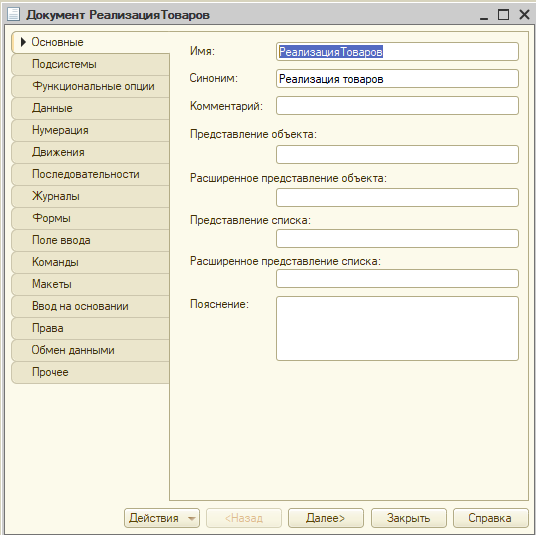 Документ РеализацияТоваров
Основные
Подсистемы
Функциональные опции
Данные
Нумерация
Движения
Последовательности
Журналы
Формы
Поле ввода
Команды
Макеты
Ввод на основании
Права
Обмен данными
Прочее
Имя: РеализацияТоваров
Синоним: Реализация товаров
Комментарий:
Представление объекта:
Расширенное представление объекта:
Представление списка:
Расширенное представление списка:
Пояснение:
Действия <Назад Далее> Закрыть Справка